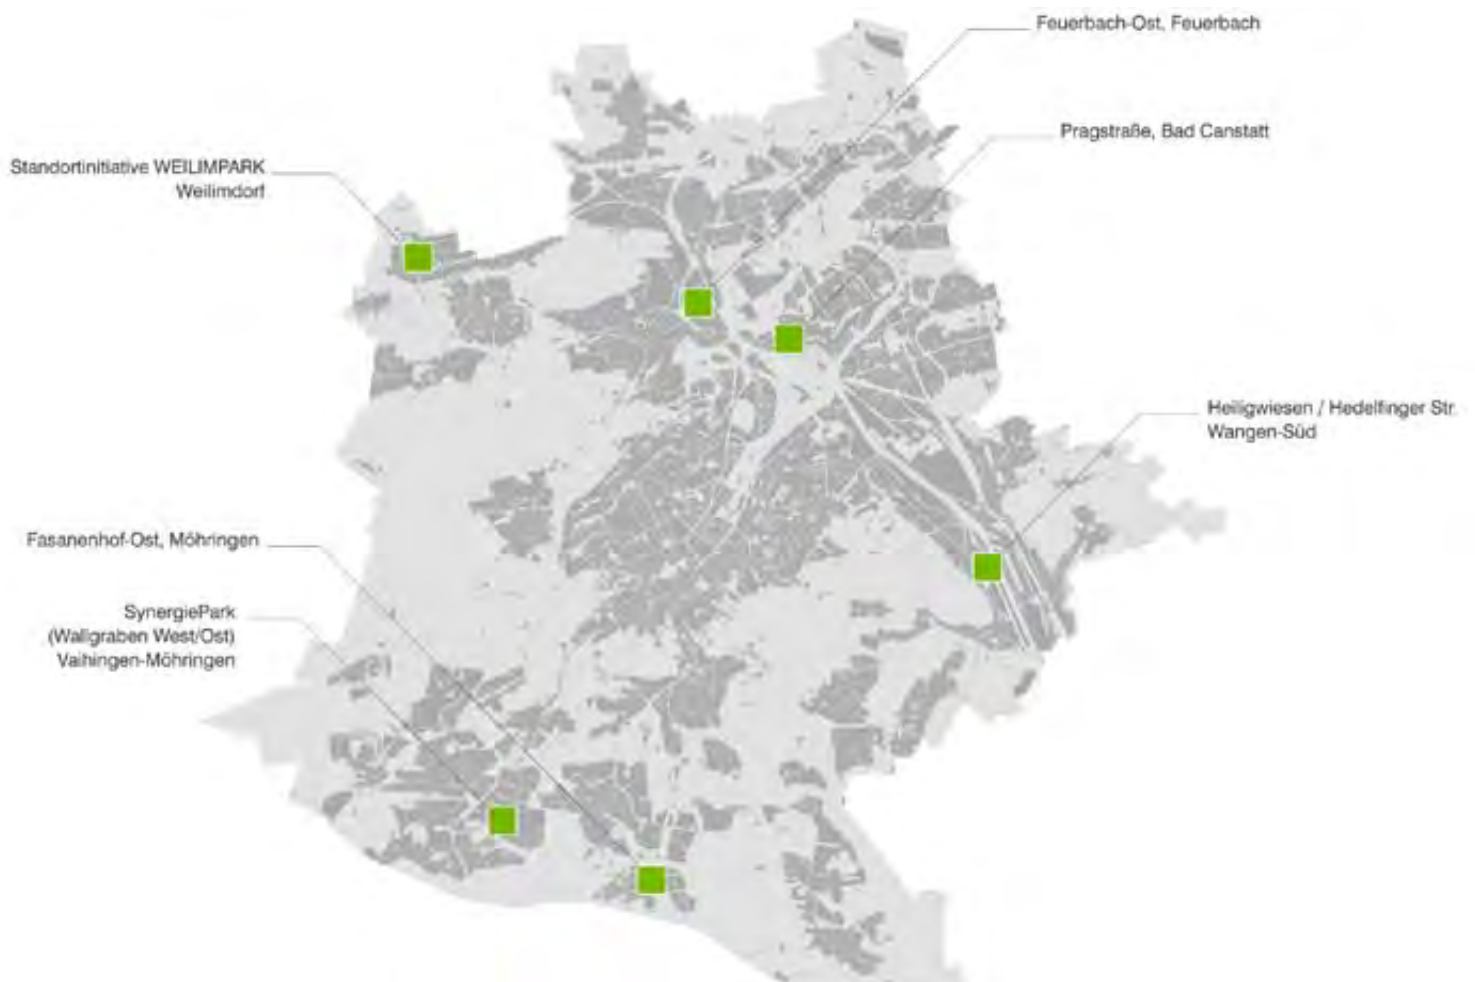 Feuerbach-Ost, Feuerbach
Pragstraße, Bad Canstatt
Standortinitiative WEILIMPARK
Weilimdorf
Heiligwiesen / Hedelfinger Str.
Wangen-Süd
Fasanenhof-Ost, Möhringen
SynergiePark
(Wallgraben West/Ost)
Vaihingen-Möhringen